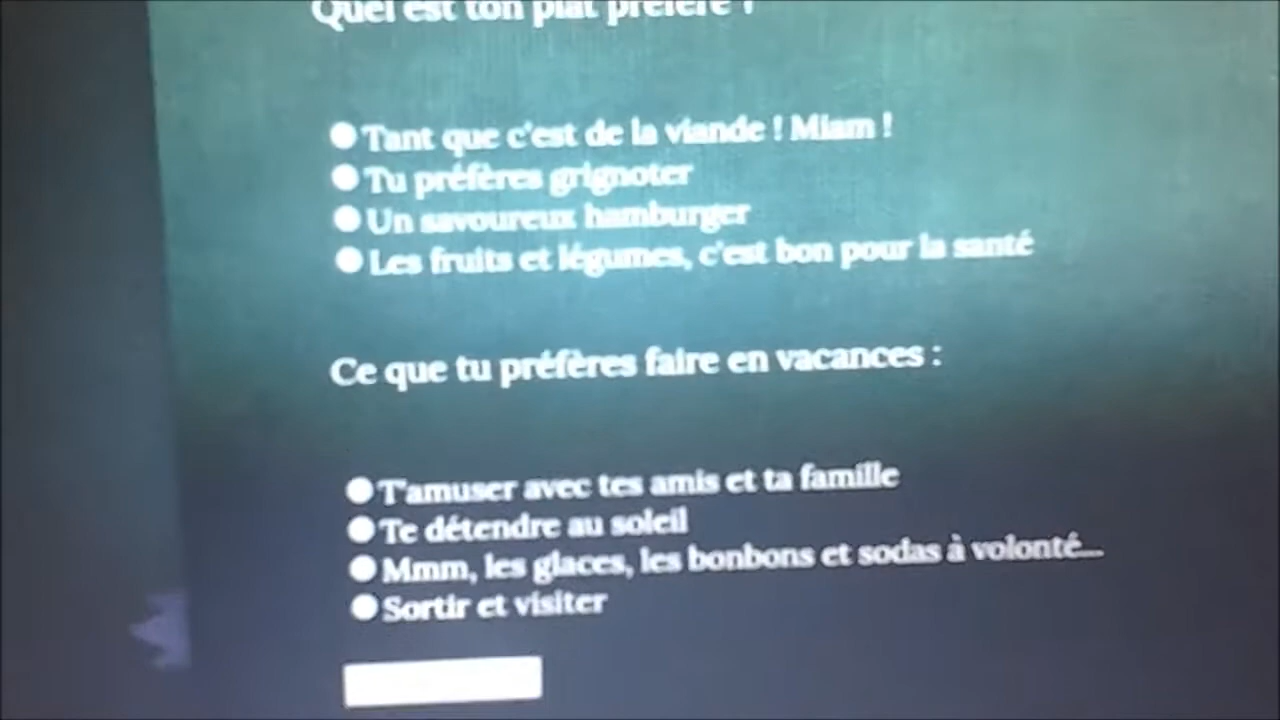 Quel est ton plat préféré ?
Tant que c'est de la viande ! Miam !
Tu préfères grignoter
Un savoureux hamburger
Les fruits et légumes, c'est bon pour la santé
Ce que tu préfères faire en vacances :
T'amuser avec tes amis et ta famille
Te détendre au soleil
Mmm, les glaces, les bonbons et sodas à volonté...
Sortir et visiter